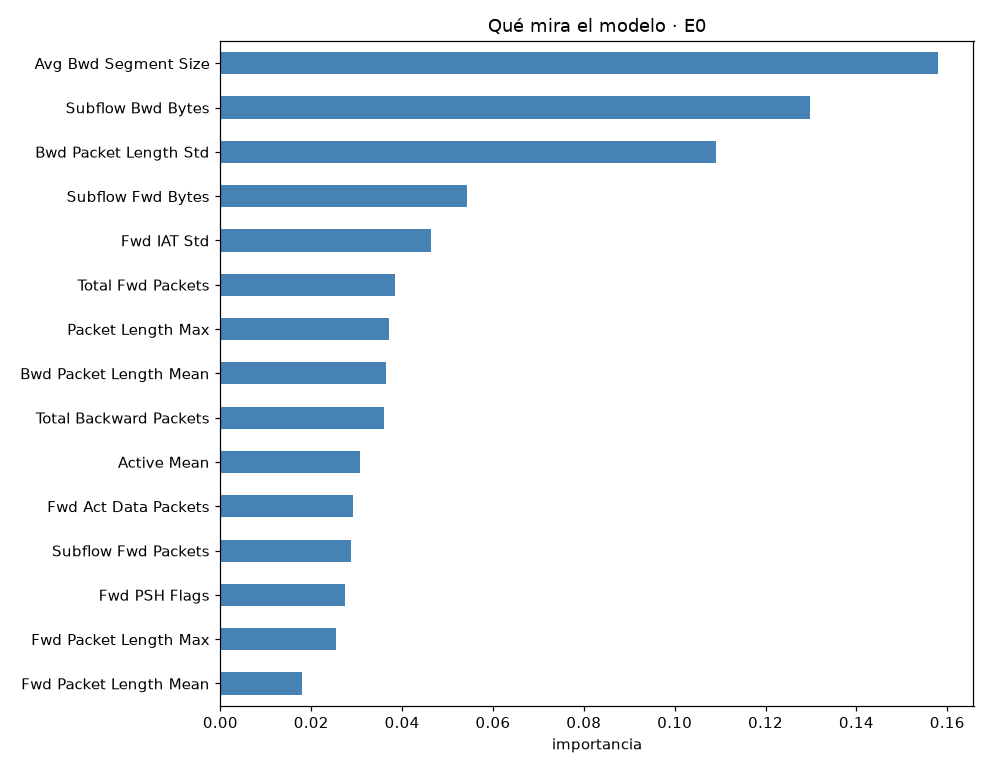 Qué mira el modelo · E0
Avg Bwd Segment Size
Subflow Bwd Bytes
Bwd Packet Length Std
Subflow Fwd Bytes
Fwd IAT Std
Total Fwd Packets
Packet Length Max
Bwd Packet Length Mean
Total Backward Packets
Active Mean
Fwd Act Data Packets
Subflow Fwd Packets
Fwd PSH Flags
Fwd Packet Length Max
Fwd Packet Length Mean
0.00 0.02 0.04 0.06 0.08 0.10 0.12 0.14 0.16
importancia